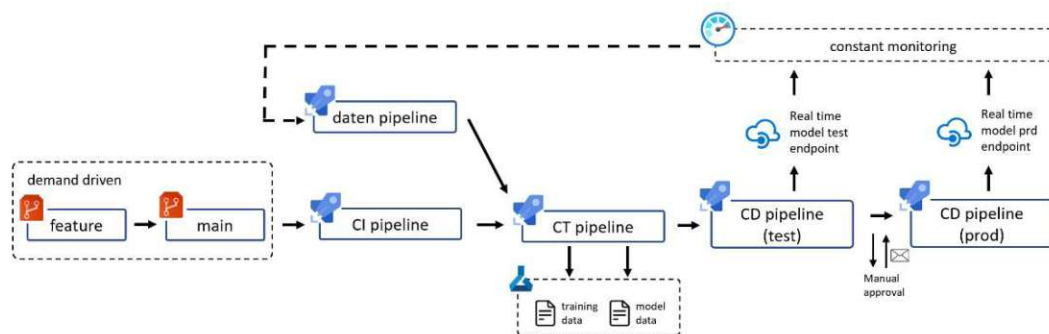 constant monitoring
daten pipeline
Real time
model test
endpoint
Real time
model prd
endpoint
demand driven
feature
main
CI pipeline
CT pipeline
CD pipeline
(test)
CD pipeline
(prod)
Manual
approval
training
data
model
data